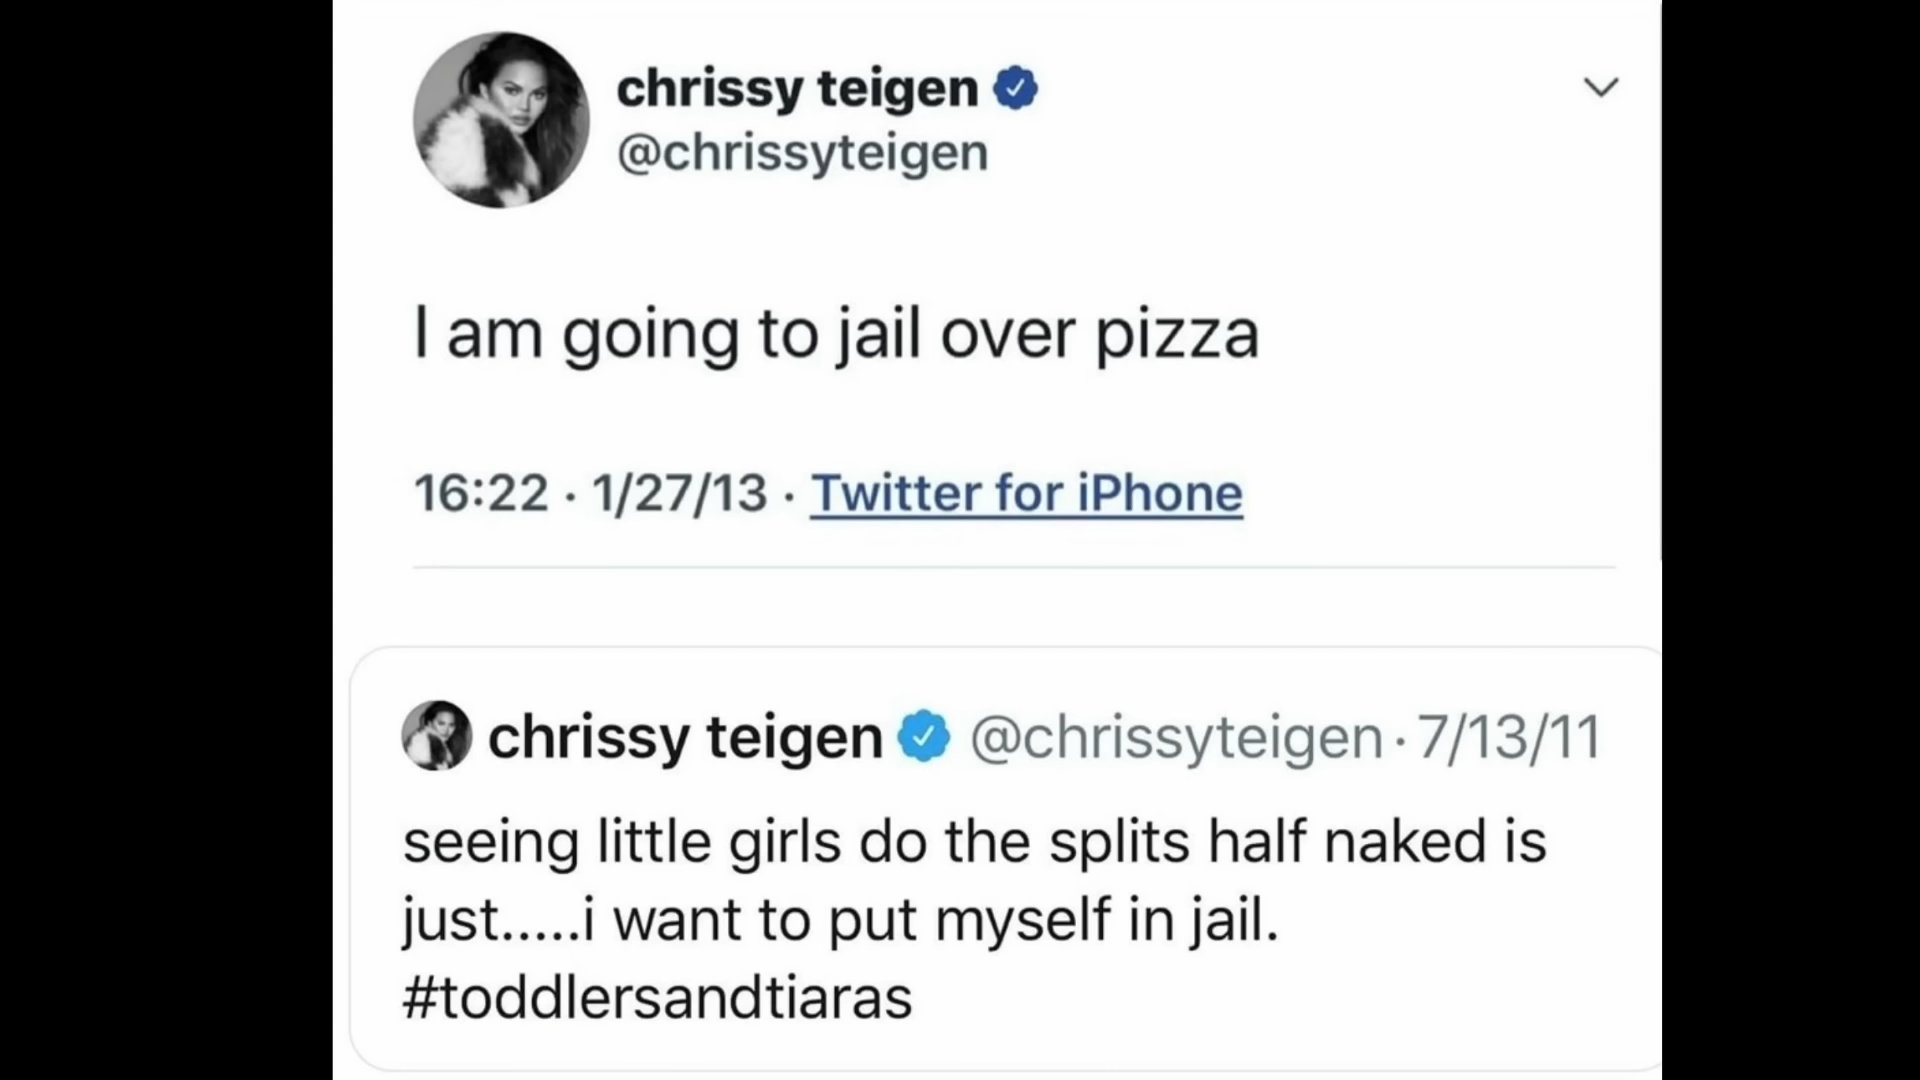 chrissy teigen
@chrissyteigen
I am going to jail over pizza
16:22 · 1/27/13 · Twitter for iPhone
chrissy teigen @chrissyteigen · 7/13/11
seeing little girls do the splits half naked is
just.....i want to put myself in jail.
#toddlersandtiaras